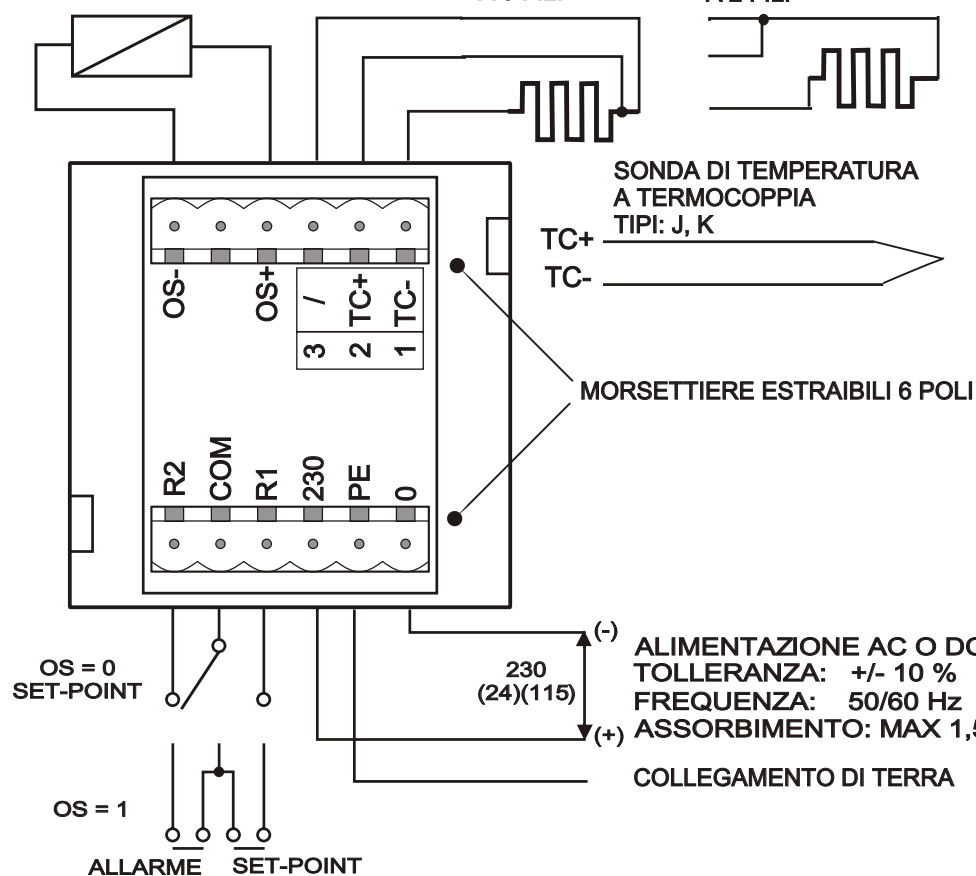 SONDA DI TEMPERATURA
A TERMOCOPPIA
TIPI: J, K
TC+
TC-
OS-
OS+
/
TC+
TC-
3
2
1
MORSETTIERE ESTRAIBILI 6 POLI
R2
COM
R1
230
PE
0
OS = 0
SET-POINT
230
(24)(115)
(-)
(+)
ALIMENTAZIONE AC O
TOLLERANZA: +/- 10 %
FREQUENZA: 50/60 Hz
ASSORBIMENTO: MAX 1,5
COLLEGAMENTO DI TERRA
OS = 1
ALLARME
SET-POINT